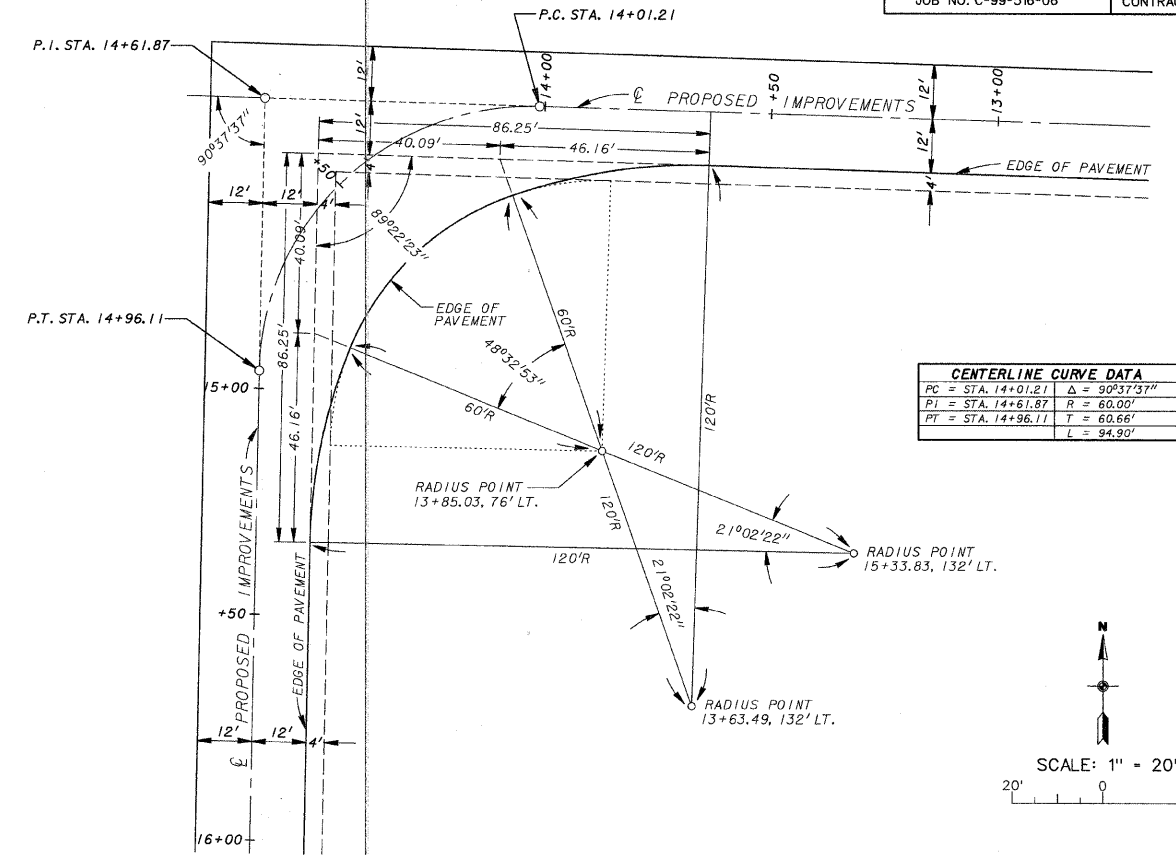 JOB NO. C-99-516-06
P.C. STA. 14+01.21
P.I. STA. 14+61.87
12'
14+00
+50
13+00
12'
℄ PROPOSED IMPROVEMENTS
86.25'
12'
12'
90°37'37"
40.09'
46.16'
EDGE OF PAVEMENT
4'
4'
+50
12'
12'
4'
40.09'
89°22'23"
EDGE OF
PAVEMENT
60'R
P.T. STA. 14+96.11
86.25'
48°32'53"
15+00
CENTERLINE CURVE DATA
PC = STA. 14+01.21 Δ = 90°37'37"
PI = STA. 14+61.87 R = 60.00'
PT = STA. 14+96.11 T = 60.66'
L = 94.90'
60'R
120'R
46.16'
120'R
RADIUS POINT
13+85.03, 76' LT.
120'R
21°02'22"
120'R
RADIUS POINT
15+33.83, 132' LT.
21°02'22"
+50
℄ PROPOSED IMPROVEMENTS
EDGE OF PAVEMENT
N
RADIUS POINT
13+63.49, 132' LT.
12'
12'
4'
SCALE: 1" = 20'
20'
0
16+00